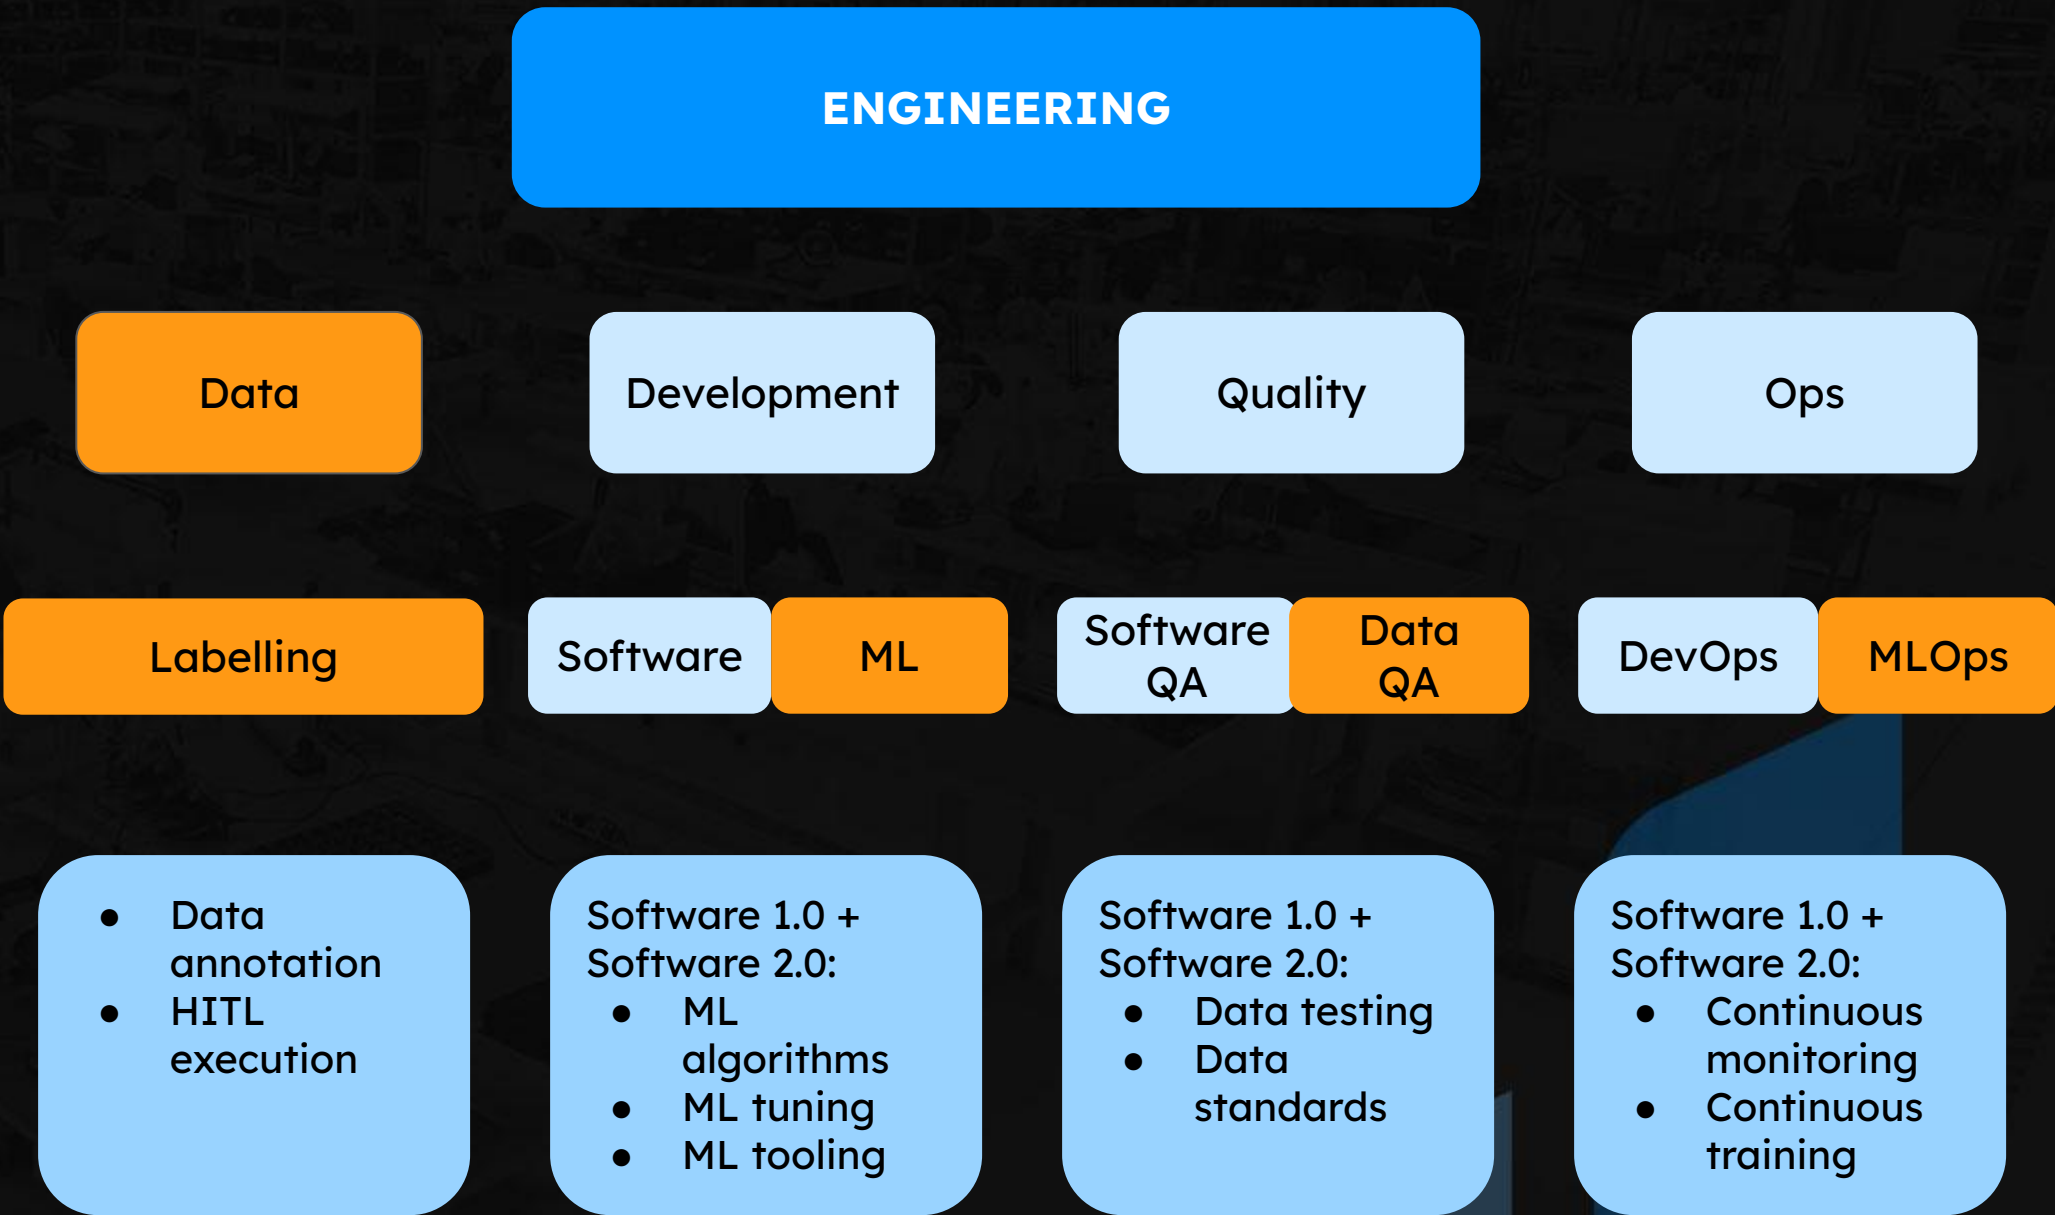 ENGINEERING
Data
Development
Quality
Ops
Labelling
Software
ML
Software
QA
Data
QA
DevOps
MLOps
● Data
annotation
● HITL
execution
Software 1.0 +
Software 2.0:
● ML
algorithms
● ML tuning
● ML tooling
Software 1.0 +
Software 2.0:
● Data testing
● Data
standards
Software 1.0 +
Software 2.0:
● Continuous
monitoring
● Continuous
training